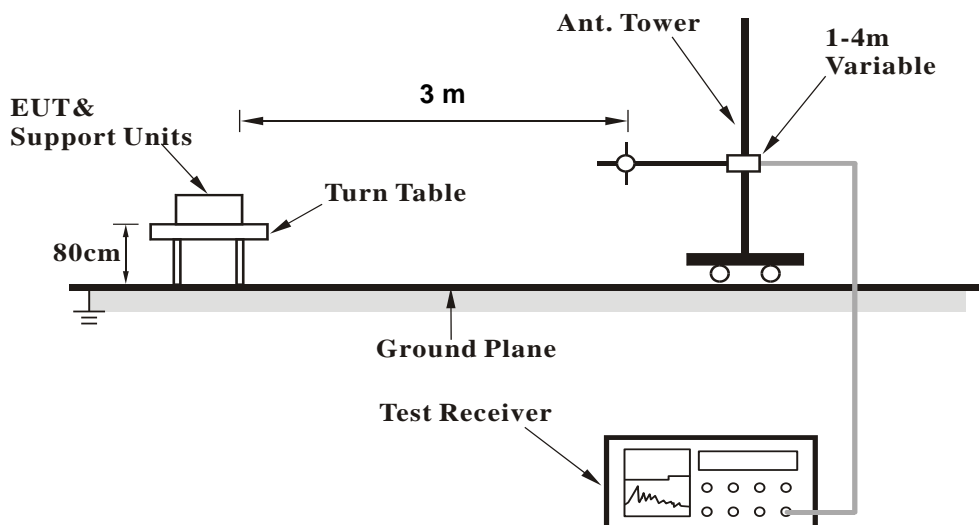 Ant. Tower
1-4m
Variable
3 m
EUT&
Support Units
Turn Table
80cm
Ground Plane
Test Receiver